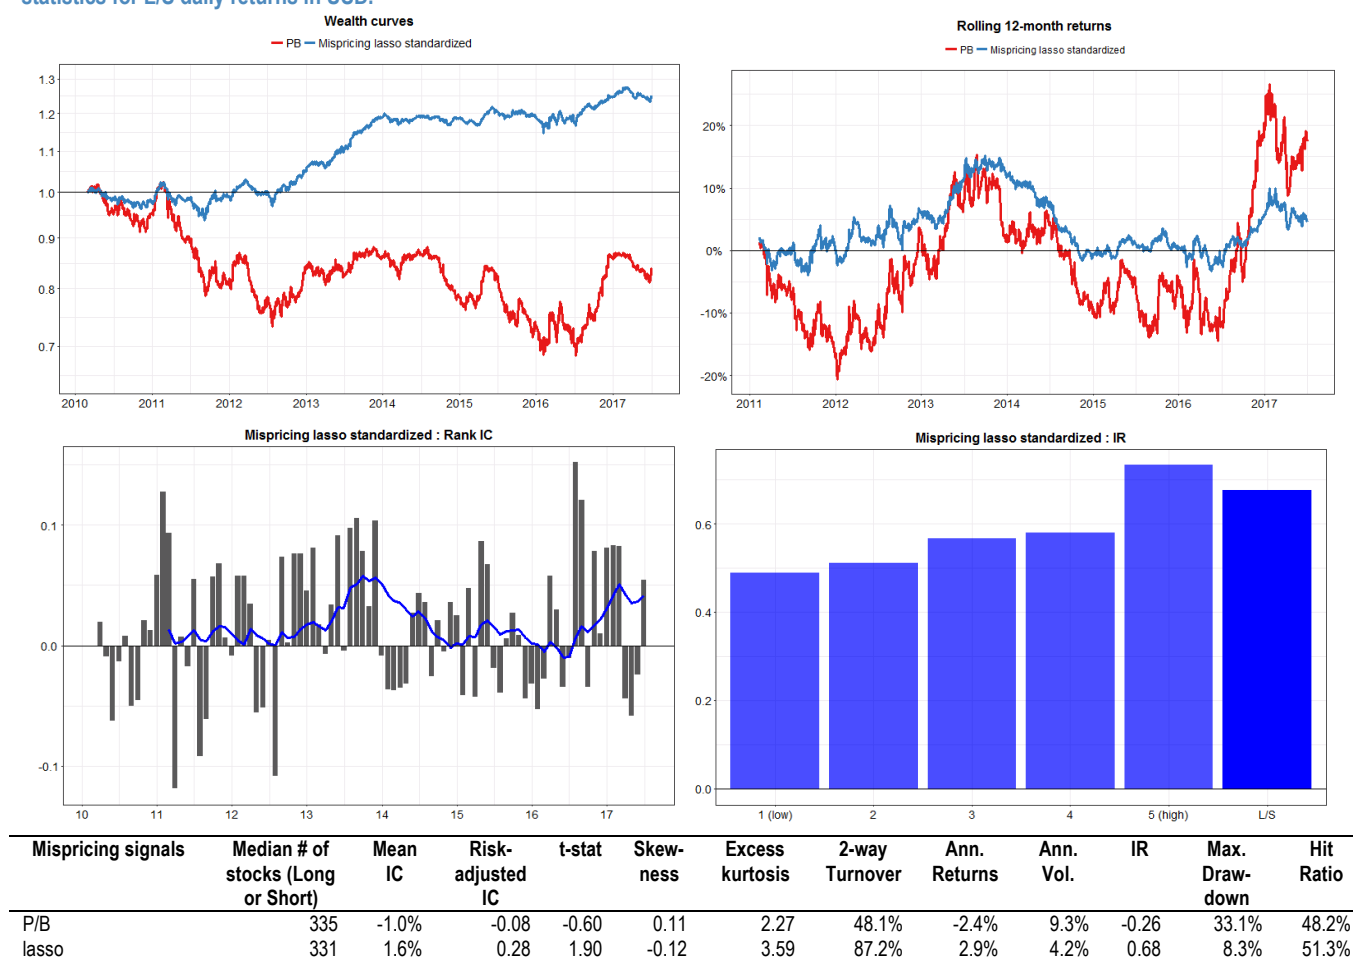 statistics for L/S daily returns in USD.
Wealth curves
PB Mispricing lasso standardized
1.3
1.2
1.1
1.0
0.9
0.8
0.7
2010 2011 2012 2013 2014 2015 2016 2017
Rolling 12-month returns
PB Mispricing lasso standardized
20%
10%
0%
-10%
-20%
2011 2012 2013 2014 2015 2016 2017
Mispricing lasso standardized : Rank IC
0.1
0.0
-0.1
10 11 12 13 14 15 16 17
Mispricing lasso standardized : IR
0.6
0.4
0.2
0.0
1 (low) 2 3 4 5 (high) L/S
Mispricing signals Median # of Mean Risk- t-stat Skew- Excess 2-way Ann. Ann. IR Max. Hit
stocks (Long IC adjusted ness kurtosis Turnover Returns Vol. Draw- Ratio
or Short) IC down
P/B 335 -1.0% -0.08 -0.60 0.11 2.27 48.1% -2.4% 9.3% -0.26 33.1% 48.2%
lasso 331 1.6% 0.28 1.90 -0.12 3.59 87.2% 2.9% 4.2% 0.68 8.3% 51.3%